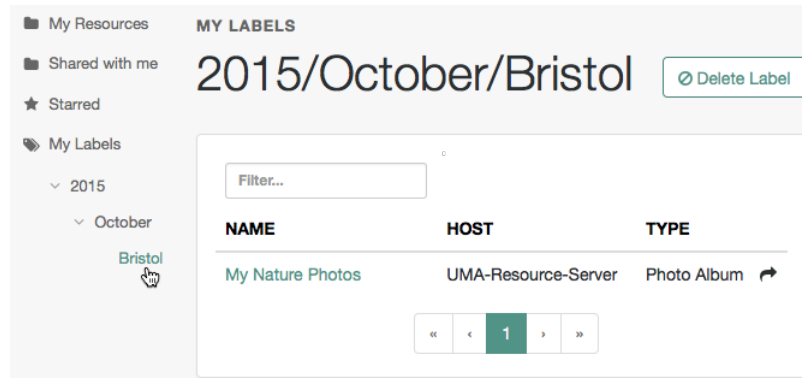 My Resources
Shared with me
Starred
My Labels
2015
October
Bristol
MY LABELS
2015/October/Bristol
Delete Label
Filter...
NAME HOST TYPE
My Nature Photos UMA-Resource-Server Photo Album
« ‹ 1 › »